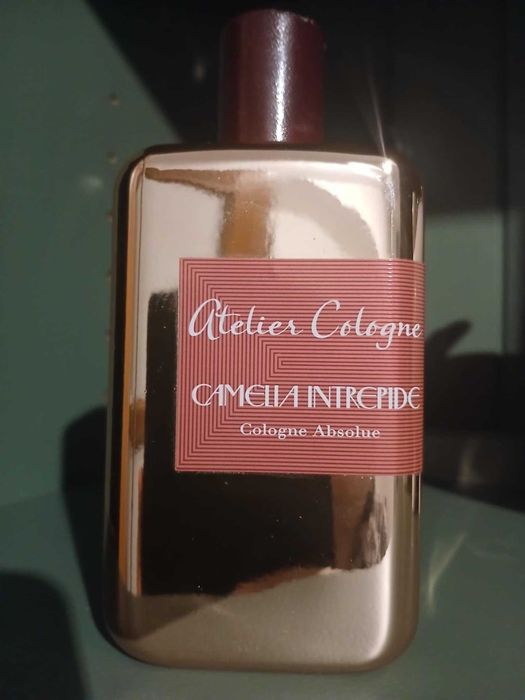 Atelier Cologne
CAMELIA INTREPIDE
Cologne Absolue